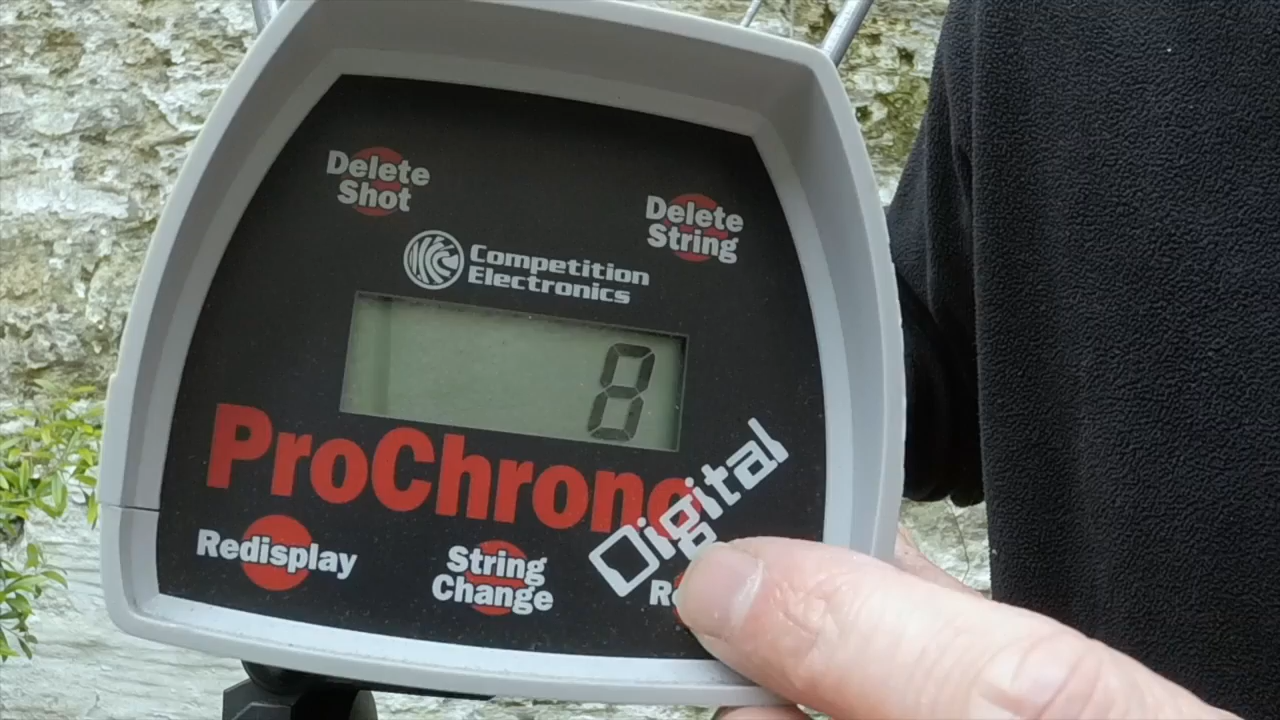 Delete
Shot
Delete
String
Competition
Electronics
8
ProChrono
Digital
Redisplay
String
Change